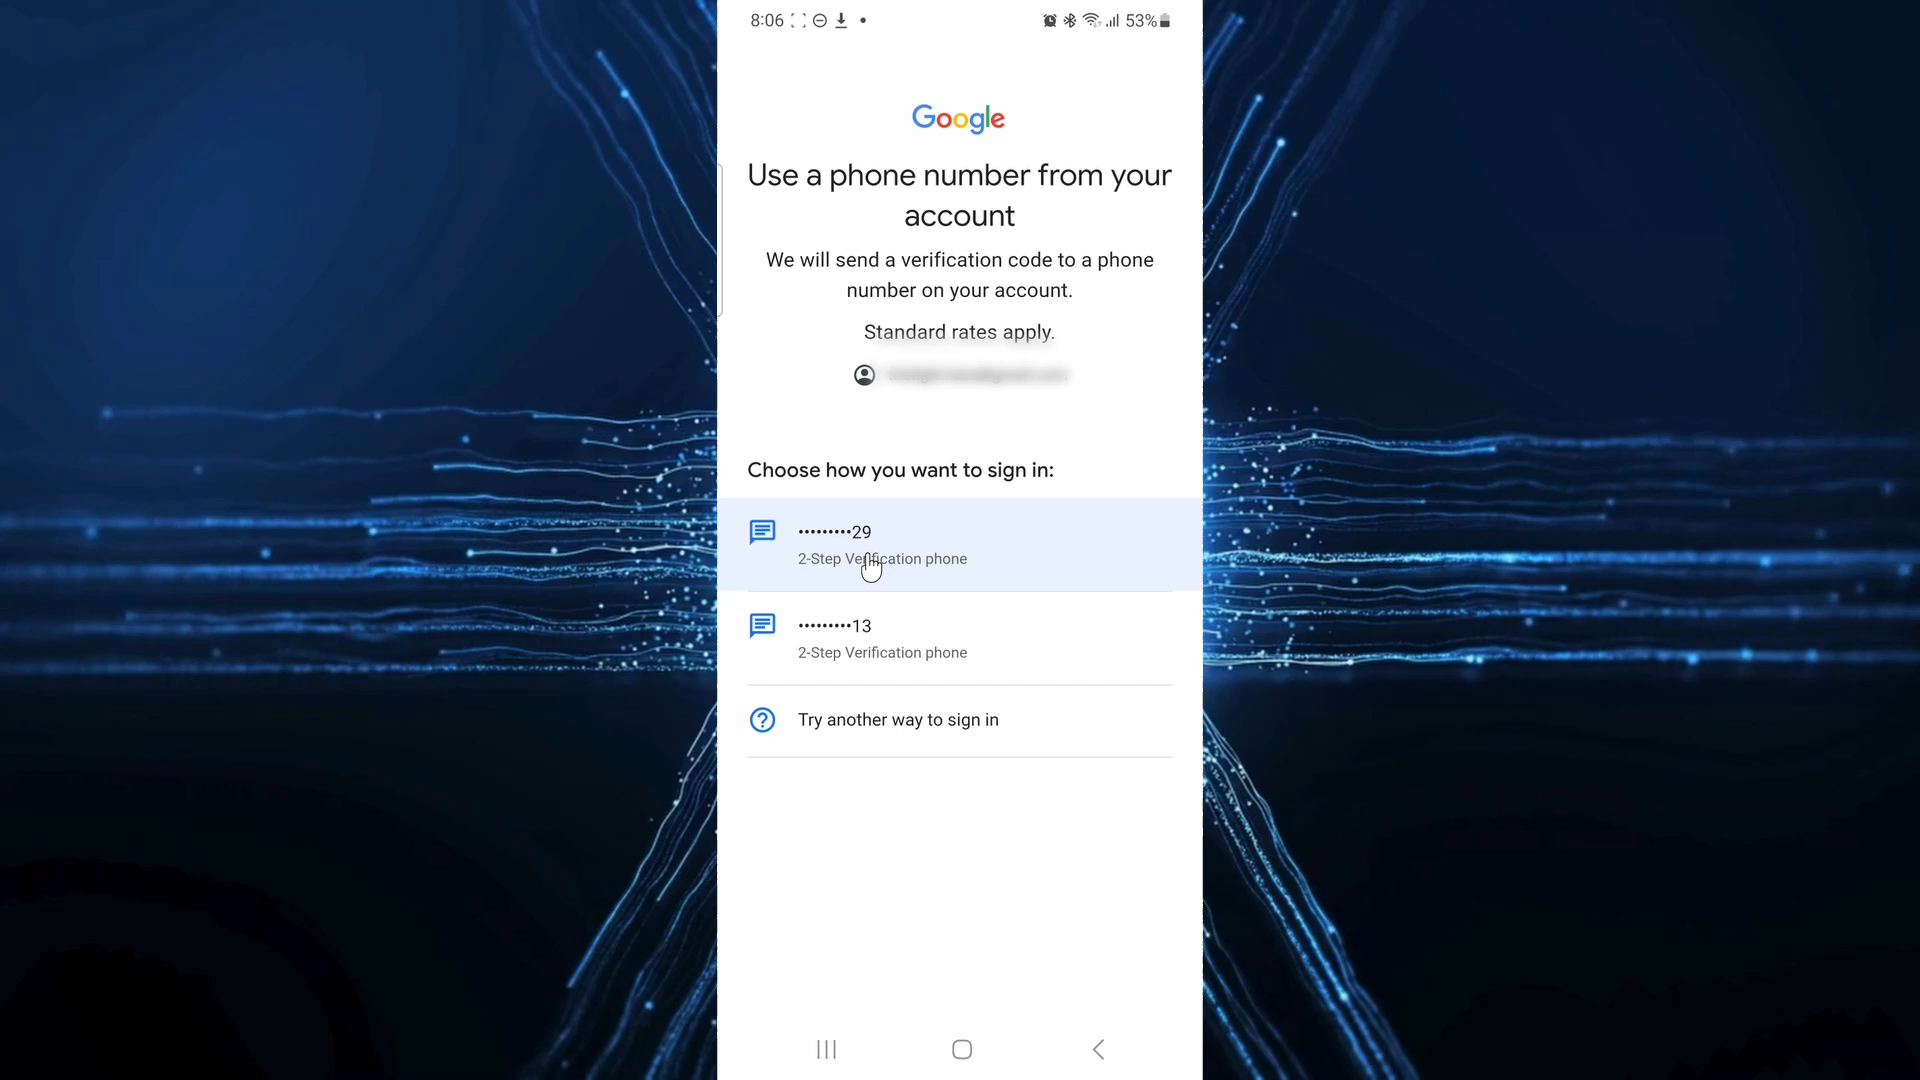 8:06
53%
Google
Use a phone number from your
account
We will send a verification code to a phone
number on your account.
Standard rates apply.
Choose how you want to sign in:
•••••••••29
2-Step Verification phone
•••••••••13
2-Step Verification phone
Try another way to sign in